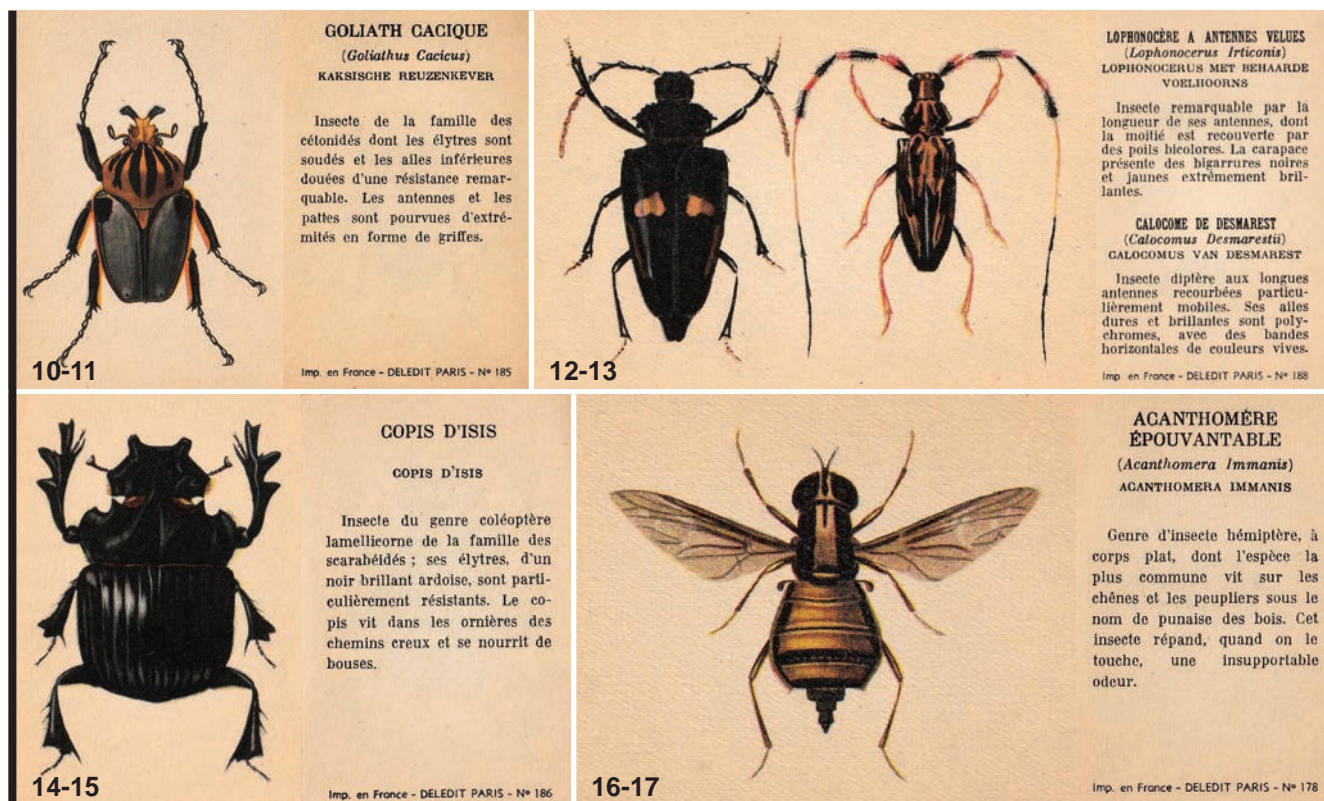 GOLIATH CACIQUE
(Goliathus Cacicus)
KAKSISCHE REUZENKEVER
Insecte de la famille des
cétonidés dont les élytres sont
soudés et les ailes inférieures
douées d'une résistance remar-
quable. Les antennes et les
pattes sont pourvues d'extré-
mités en forme de griffes.
Imp. en France - DELEDIT PARIS - Nº 185
10-11
LOPHONOCÈRE A ANTENNES VELUES
(Lophonocerus Irticonis)
LOPHONOCERUS MET BEHAARDE
VOELHOORNS
Insecte remarquable par la
longueur de ses antennes, dont
la moitié est recouverte par
des poils bicolores. La carapace
présente des bigarrures noires
et jaunes extrêmement bril-
lantes.
CALOCOME DE DESMAREST
(Calocomus Desmarestii)
CALOCOMUS VAN DESMAREST
Insecte diptère aux longues
antennes recourbées particu-
lièrement mobiles. Ses ailes
dures et brillantes sont poly-
chromes, avec des bandes
horizontales de couleurs vives.
Imp. en France - DELEDIT PARIS - Nº 188
12-13
COPIS D'ISIS
COPIS D'ISIS
Insecte du genre coléoptère
lamellicorne de la famille des
scarabéidés ; ses élytres, d'un
noir brillant ardoise, sont parti-
culièrement résistants. Le co-
pis vit dans les ornières des
chemins creux et se nourrit de
bouses.
Imp. en France - DELEDIT PARIS - Nº 186
14-15
ACANTHOMÈRE
ÉPOUVANTABLE
(Acanthomera Immanis)
ACANTHOMERA IMMANIS
Genre d'insecte hémiptère, à
corps plat, dont l'espèce la
plus commune vit sur les
chênes et les peupliers sous le
nom de punaise des bois. Cet
insecte répand, quand on le
touche, une insupportable
odeur.
Imp. en France - DELEDIT PARIS - Nº 178
16-17